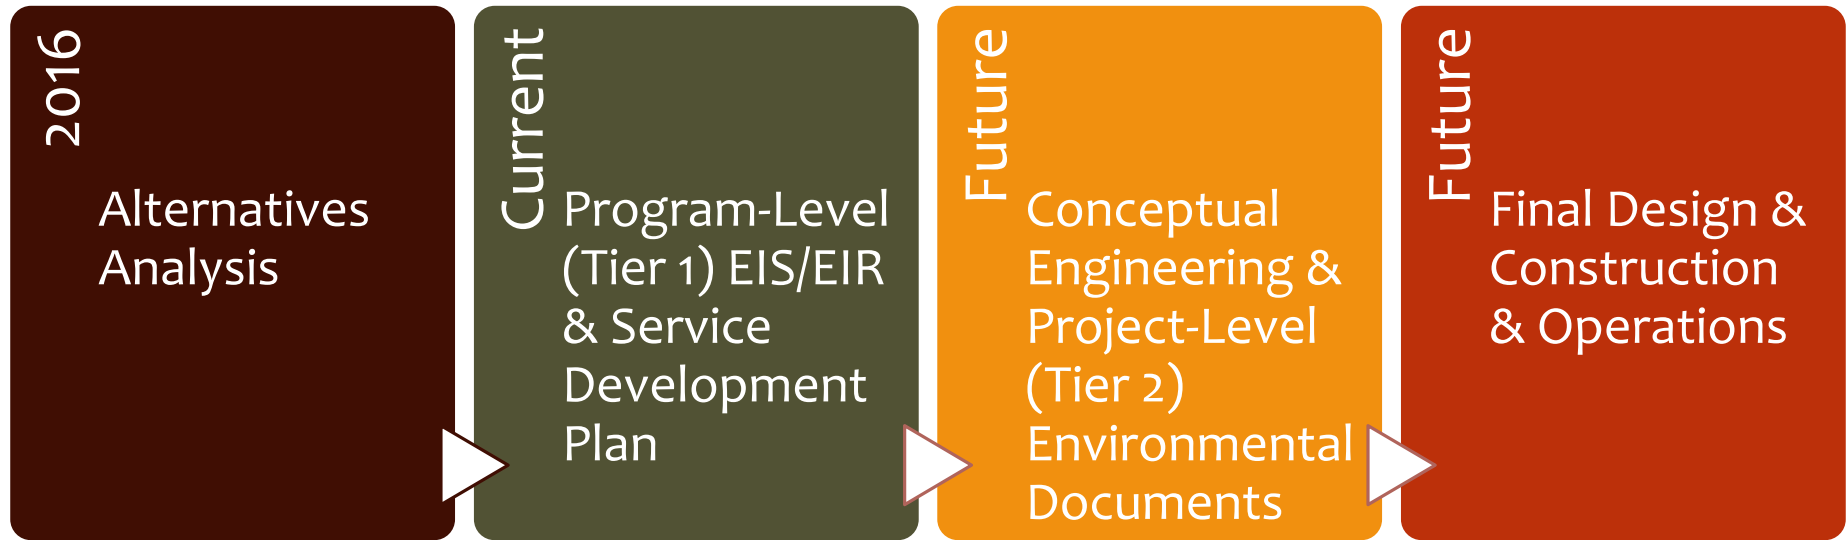 2016
Alternatives
Analysis
Current
Program-Level
(Tier 1) EIS/EIR
& Service
Development
Plan
Future
Conceptual
Engineering &
Project-Level
(Tier 2)
Environmental
Documents
Future
Final Design &
Construction
& Operations